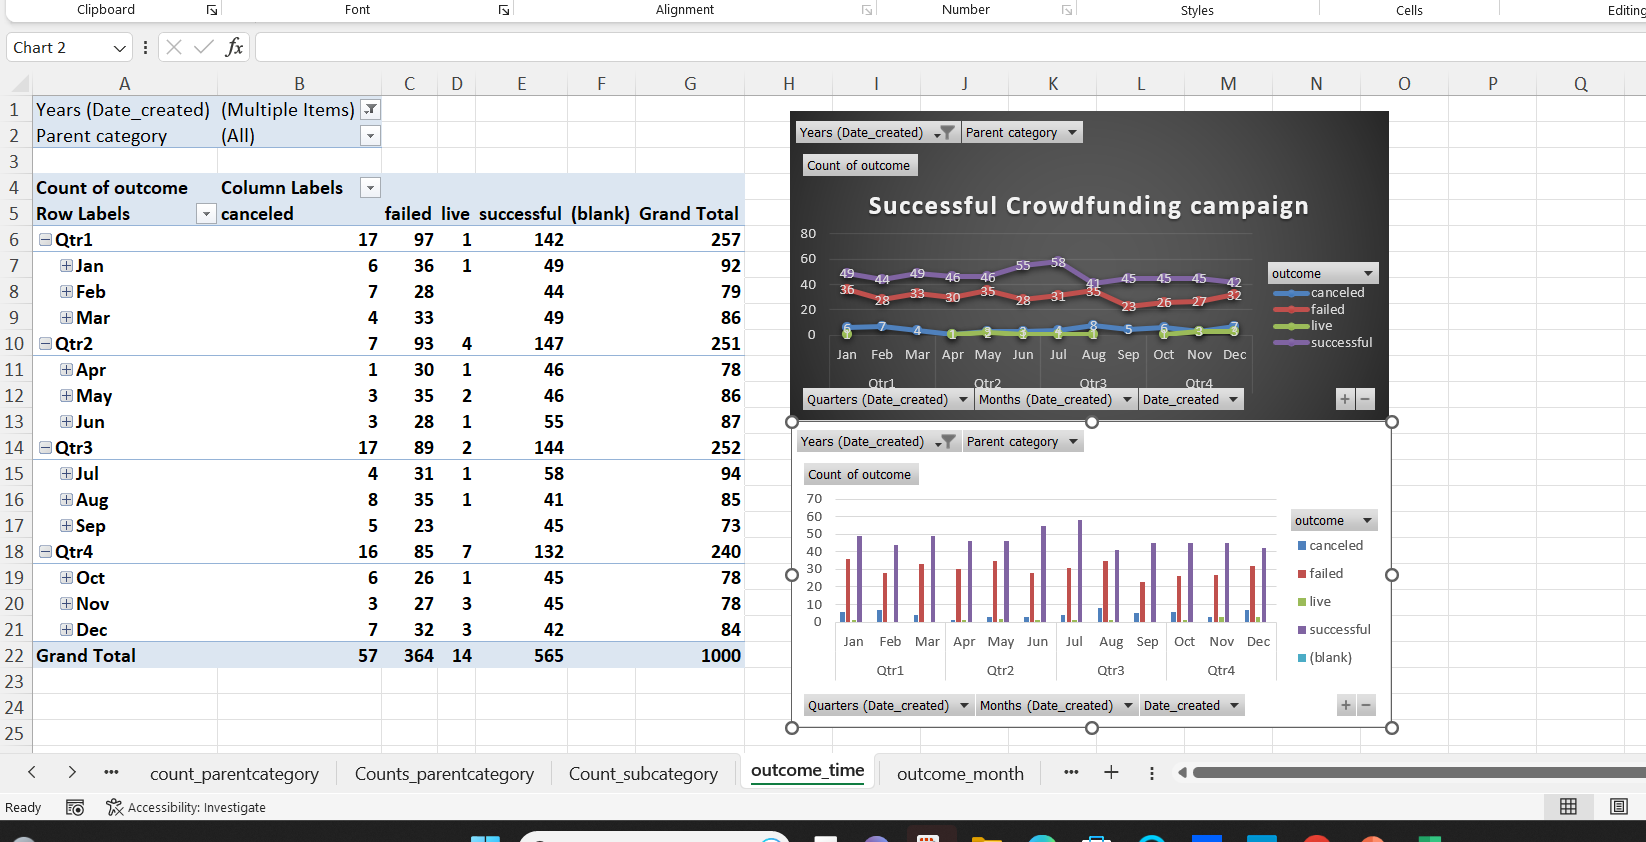 Clipboard Font Alignment Number Styles Cells Editing
Chart 2 fx
A B C D E F G H I J K L M N O P Q
1 Years (Date_created) (Multiple Items)
2 Parent category (All)
3
4 Count of outcome Column Labels
5 Row Labels canceled failed live successful (blank) Grand Total
6 Qtr1 17 97 1 142 257
7 Jan 6 36 1 49 92
8 Feb 7 28 44 79
9 Mar 4 33 49 86
10 Qtr2 7 93 4 147 251
11 Apr 1 30 1 46 78
12 May 3 35 2 46 86
13 Jun 3 28 1 55 87
14 Qtr3 17 89 2 144 252
15 Jul 4 31 1 58 94
16 Aug 8 35 1 41 85
17 Sep 5 23 45 73
18 Qtr4 16 85 7 132 240
19 Oct 6 26 1 45 78
20 Nov 3 27 3 45 78
21 Dec 7 32 3 42 84
22 Grand Total 57 364 14 565 1000
23
24
25
Years (Date_created) Parent category
Count of outcome
Successful Crowdfunding campaign
80
60
40
20
0
49 44 49 46 46 55 58 41 45 45 45 42
36 28 33 30 35 28 31 35 23 26 27 32
6 7 4 8 5 6 3 7
1 1 1 1 1 1 3
Jan Feb Mar Apr May Jun Jul Aug Sep Oct Nov Dec
Qtr1 Qtr2 Qtr3 Qtr4
outcome
canceled
failed
live
successful
Quarters (Date_created) Months (Date_created) Date_created + −
Years (Date_created) Parent category
Count of outcome
70
60
50
40
30
20
10
0
Jan Feb Mar Apr May Jun Jul Aug Sep Oct Nov Dec
Qtr1 Qtr2 Qtr3 Qtr4
outcome
canceled
failed
live
successful
(blank)
Quarters (Date_created) Months (Date_created) Date_created + −
count_parentcategory Counts_parentcategory Count_subcategory outcome_time outcome_month
Ready Accessibility: Investigate